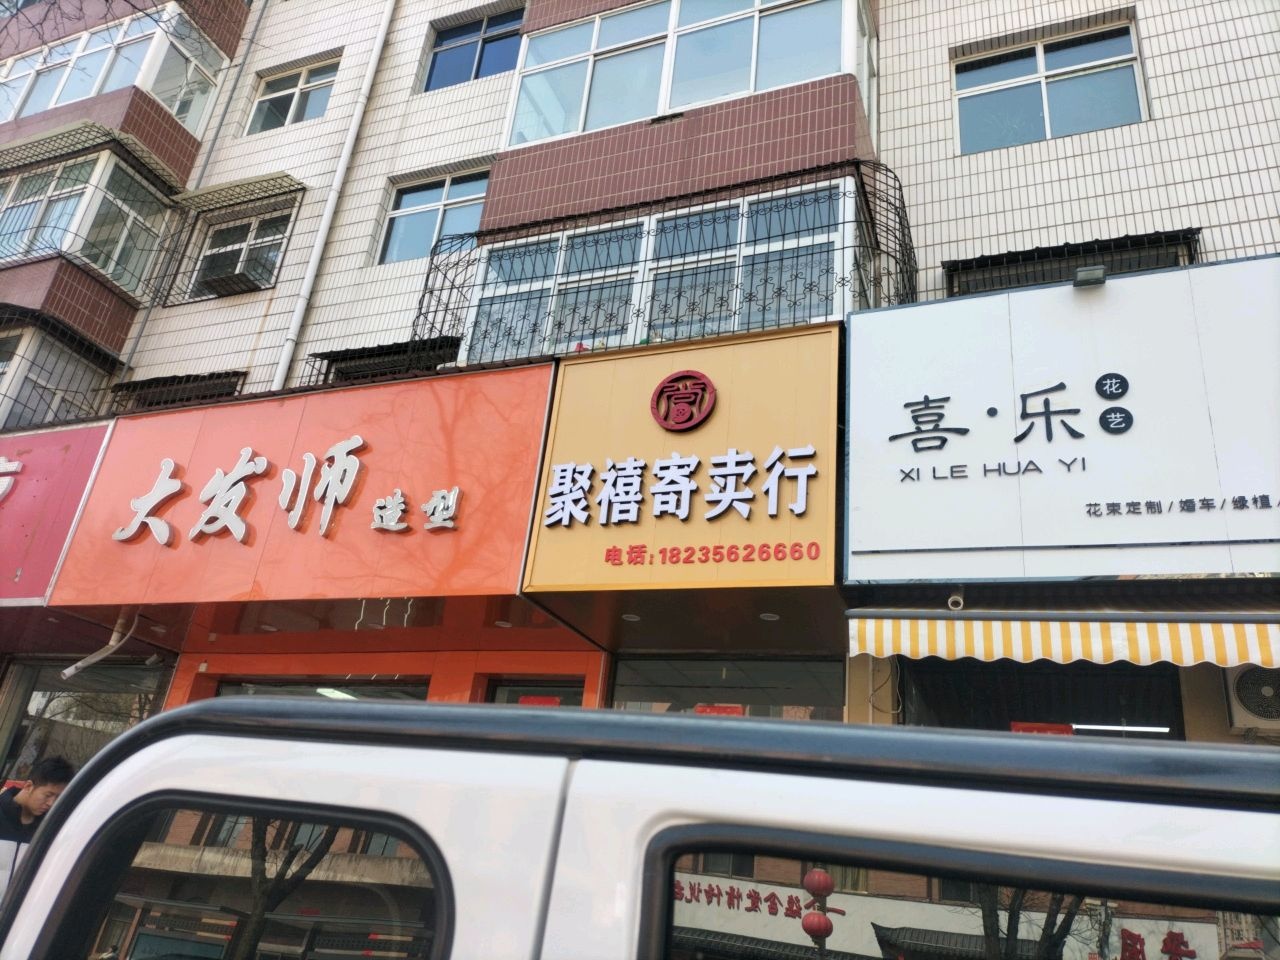 大发师 造型
聚禧寄卖行
电话:18235626660
喜·乐 花艺
XI LE HUA YI
花束定制/婚车/绿植